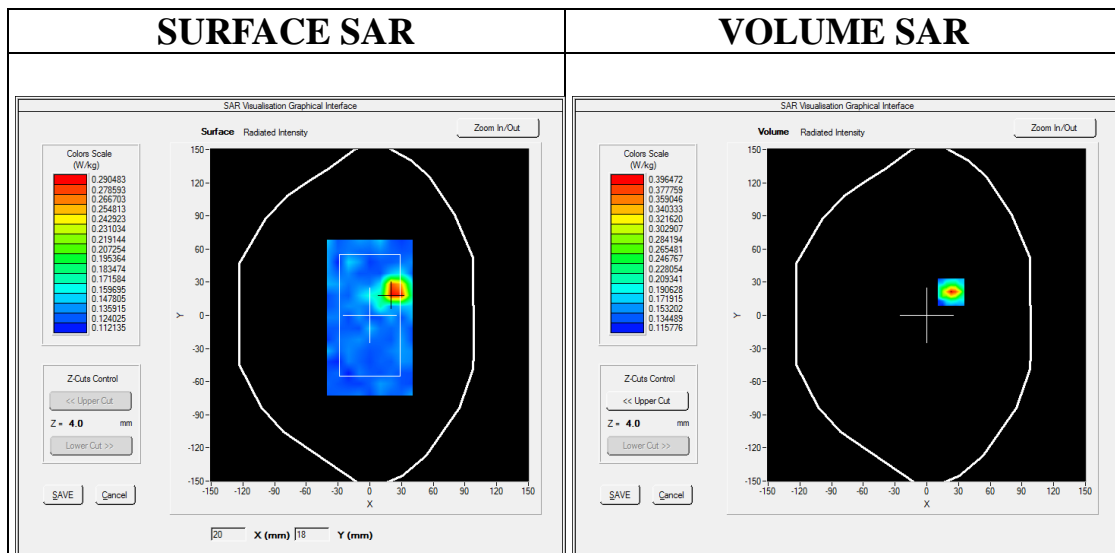 SURFACE SAR
SAR Visualisation Graphical Interface
Surface Radiated Intensity
Zoom In/Out
Colors Scale
(W/kg)
0.290483
0.278593
0.266703
0.254813
0.242923
0.231034
0.219144
0.207254
0.195364
0.183474
0.171584
0.159695
0.147805
0.135915
0.124025
0.112135
Z-Cuts Control
<< Upper Cut
Z = 4.0 mm
Lower Cut >>
SAVE Cancel
150
120
90
60
30
0
-30
-60
-90
-120
-150
Y
-150 -120 -90 -60 -30 0 30 60 90 120 150
X
20 X (mm) 18 Y (mm)
VOLUME SAR
SAR Visualisation Graphical Interface
Volume Radiated Intensity
Zoom In/Out
Colors Scale
(W/kg)
0.396472
0.377759
0.359046
0.340333
0.321620
0.302907
0.284194
0.265481
0.246767
0.228054
0.209341
0.190628
0.171915
0.153202
0.134489
0.115776
Z-Cuts Control
<< Upper Cut
Z = 4.0 mm
Lower Cut >>
SAVE Cancel
150
120
90
60
30
0
-30
-60
-90
-120
-150
Y
-150 -120 -90 -60 -30 0 30 60 90 120 150
X